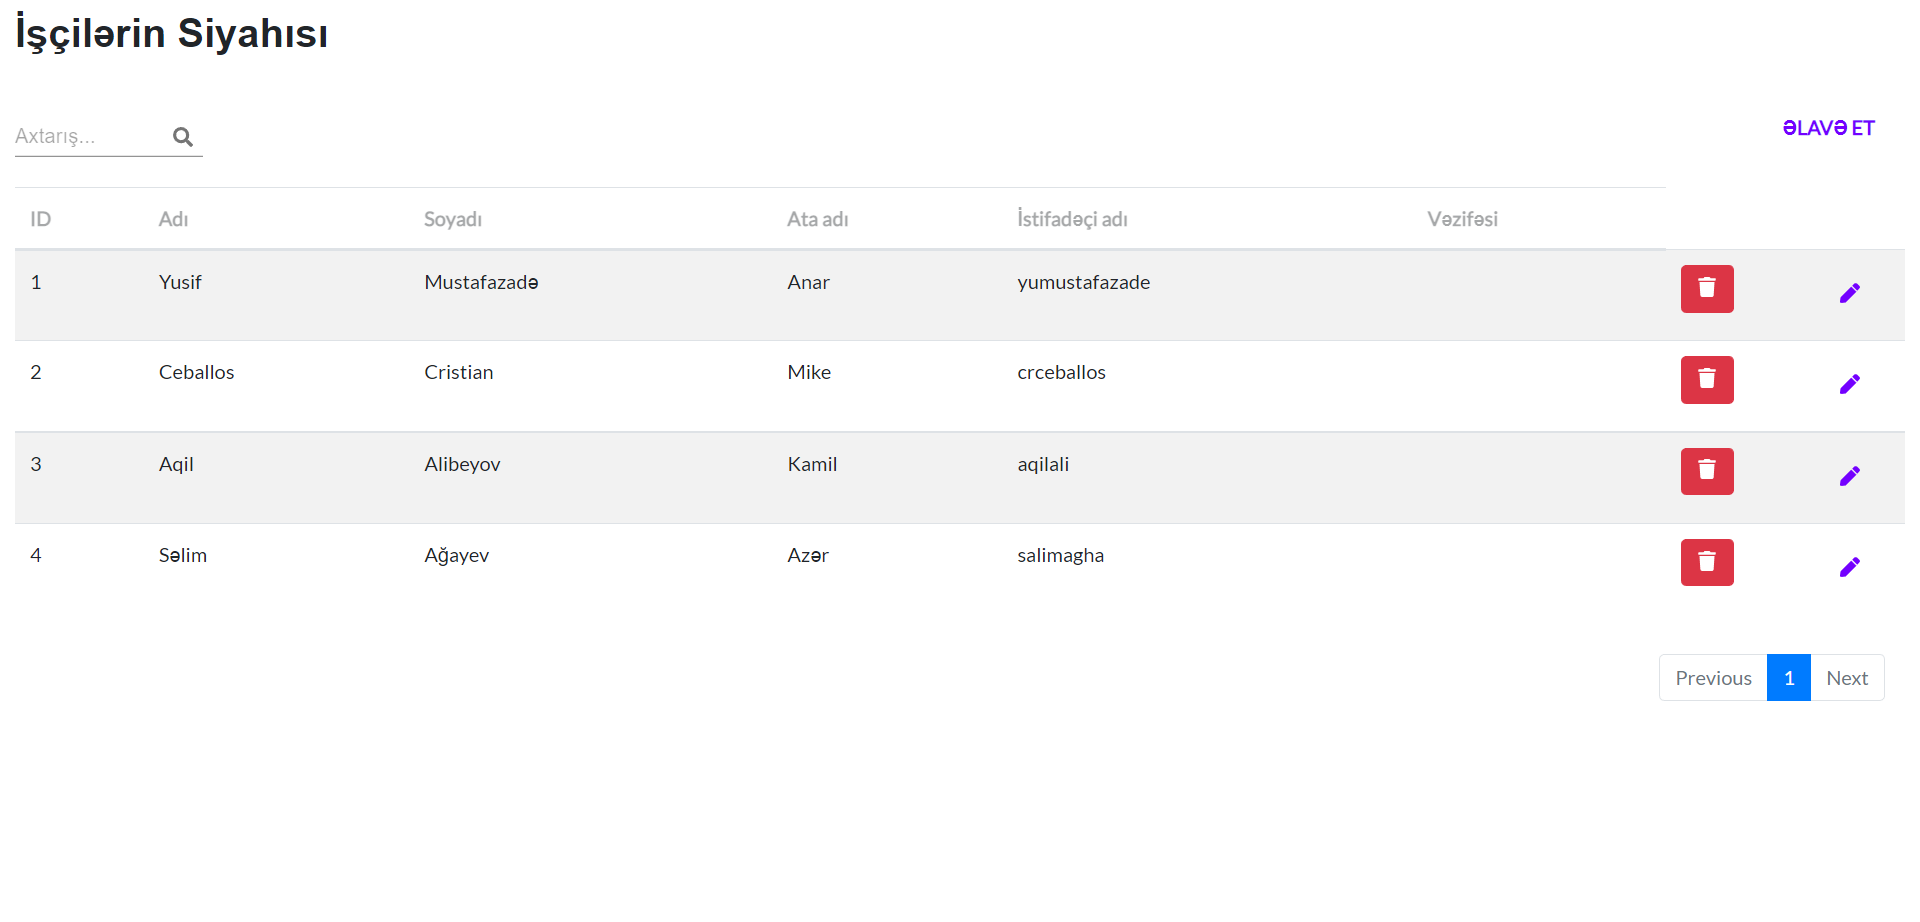 İşçilərin Siyahısı
Axtarış...
ƏLAVƏ ET
ID Adı Soyadı Ata adı İstifadəçi adı Vəzifəsi
1 Yusif Mustafazadə Anar yumustafazade
2 Ceballos Cristian Mike crceballos
3 Aqil Alibeyov Kamil aqilali
4 Səlim Ağayev Azər salimagha
Previous 1 Next